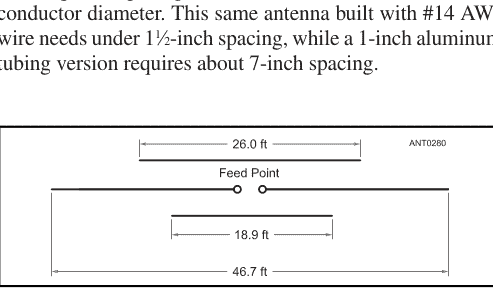 conductor diameter. This same antenna built with #14 AW
wire needs under 1½-inch spacing, while a 1-inch aluminum
tubing version requires about 7-inch spacing.
26.0 ft
ANT0280
Feed Point
18.9 ft
46.7 ft